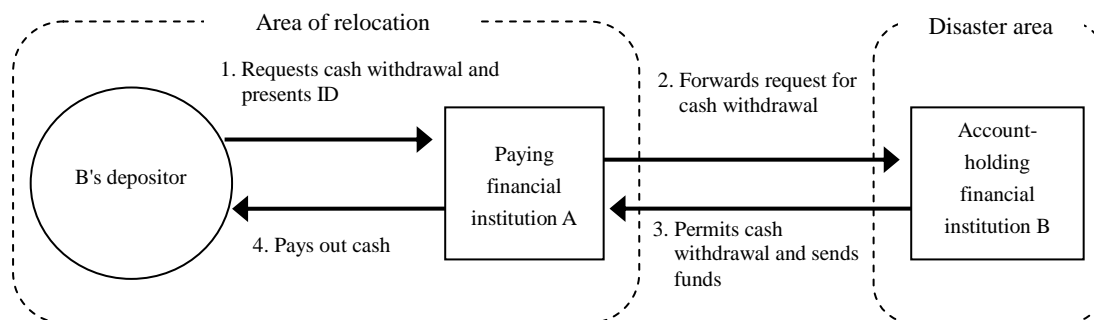 Area of relocation
Disaster area
1. Requests cash withdrawal and
presents ID
2. Forwards request for
cash withdrawal
B's depositor
Paying
financial
institution A
Account-
holding
financial
institution B
3. Permits cash
withdrawal and sends
funds
4. Pays out cash